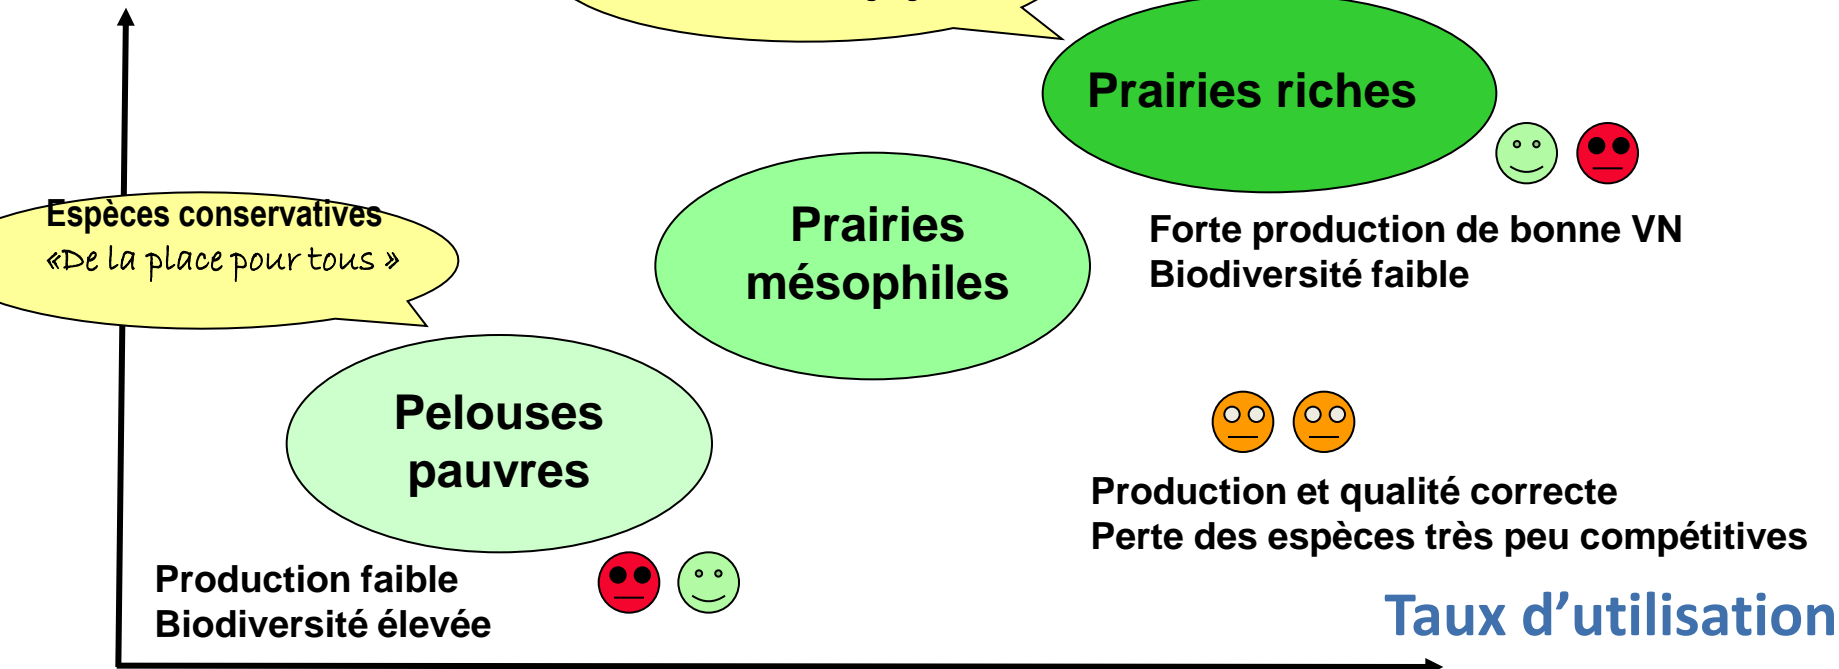 Prairies riches
Espèces conservatives
«De la place pour tous »
Prairies
mésophiles
Forte production de bonne VN
Biodiversité faible
Pelouses
pauvres
Production et qualité correcte
Perte des espèces très peu compétitives
Production faible
Biodiversité élevée
Taux d'utilisation